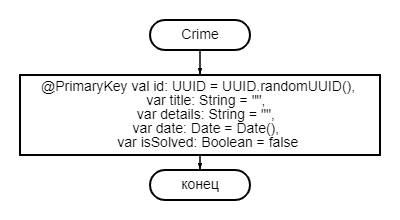 Crime
@PrimaryKey val id: UUID = UUID.randomUUID(),
var title: String = "",
var details: String = "",
var date: Date = Date(),
var isSolved: Boolean = false
конец